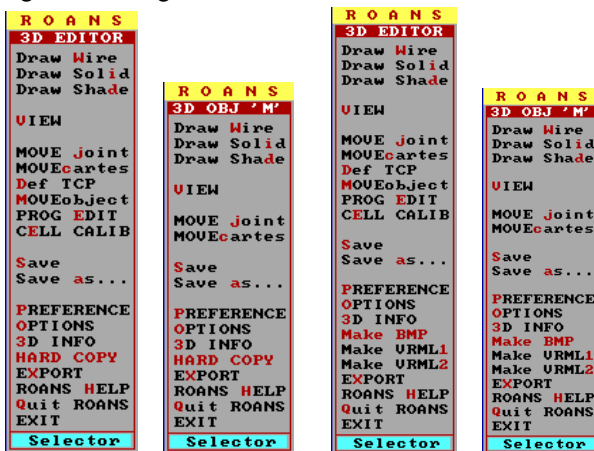 R O A N S
3D EDITOR
Draw Wire
Draw Solid
Draw Shade
VIEW
MOVE joint
MOVEcartes
Def TCP
MOVEobject
PROG EDIT
CELL CALIB
Save
Save as...
PREFERENCE
OPTIONS
3D INFO
HARD COPY
EXPORT
ROANS HELP
Quit ROANS
EXIT
Selector
R O A N S
3D OBJ 'M'
Draw Wire
Draw Solid
Draw Shade
VIEW
MOVE joint
MOVEcartes
Save
Save as...
PREFERENCE
OPTIONS
3D INFO
HARD COPY
EXPORT
ROANS HELP
Quit ROANS
EXIT
Selector
R O A N S
3D EDITOR
Draw Wire
Draw Solid
Draw Shade
VIEW
MOVE joint
MOVEcartes
Def TCP
MOVEobject
PROG EDIT
CELL CALIB
Save
Save as...
PREFERENCE
OPTIONS
3D INFO
Make BMP
Make VRML1
Make VRML2
EXPORT
ROANS HELP
Quit ROANS
EXIT
Selector
R O A N S
3D OBJ 'M'
Draw Wire
Draw Solid
Draw Shade
VIEW
MOVE joint
MOVEcartes
Save
Save as...
PREFERENCE
OPTIONS
3D INFO
Make BMP
Make VRML1
Make VRML2
EXPORT
ROANS HELP
Quit ROANS
EXIT
Selector